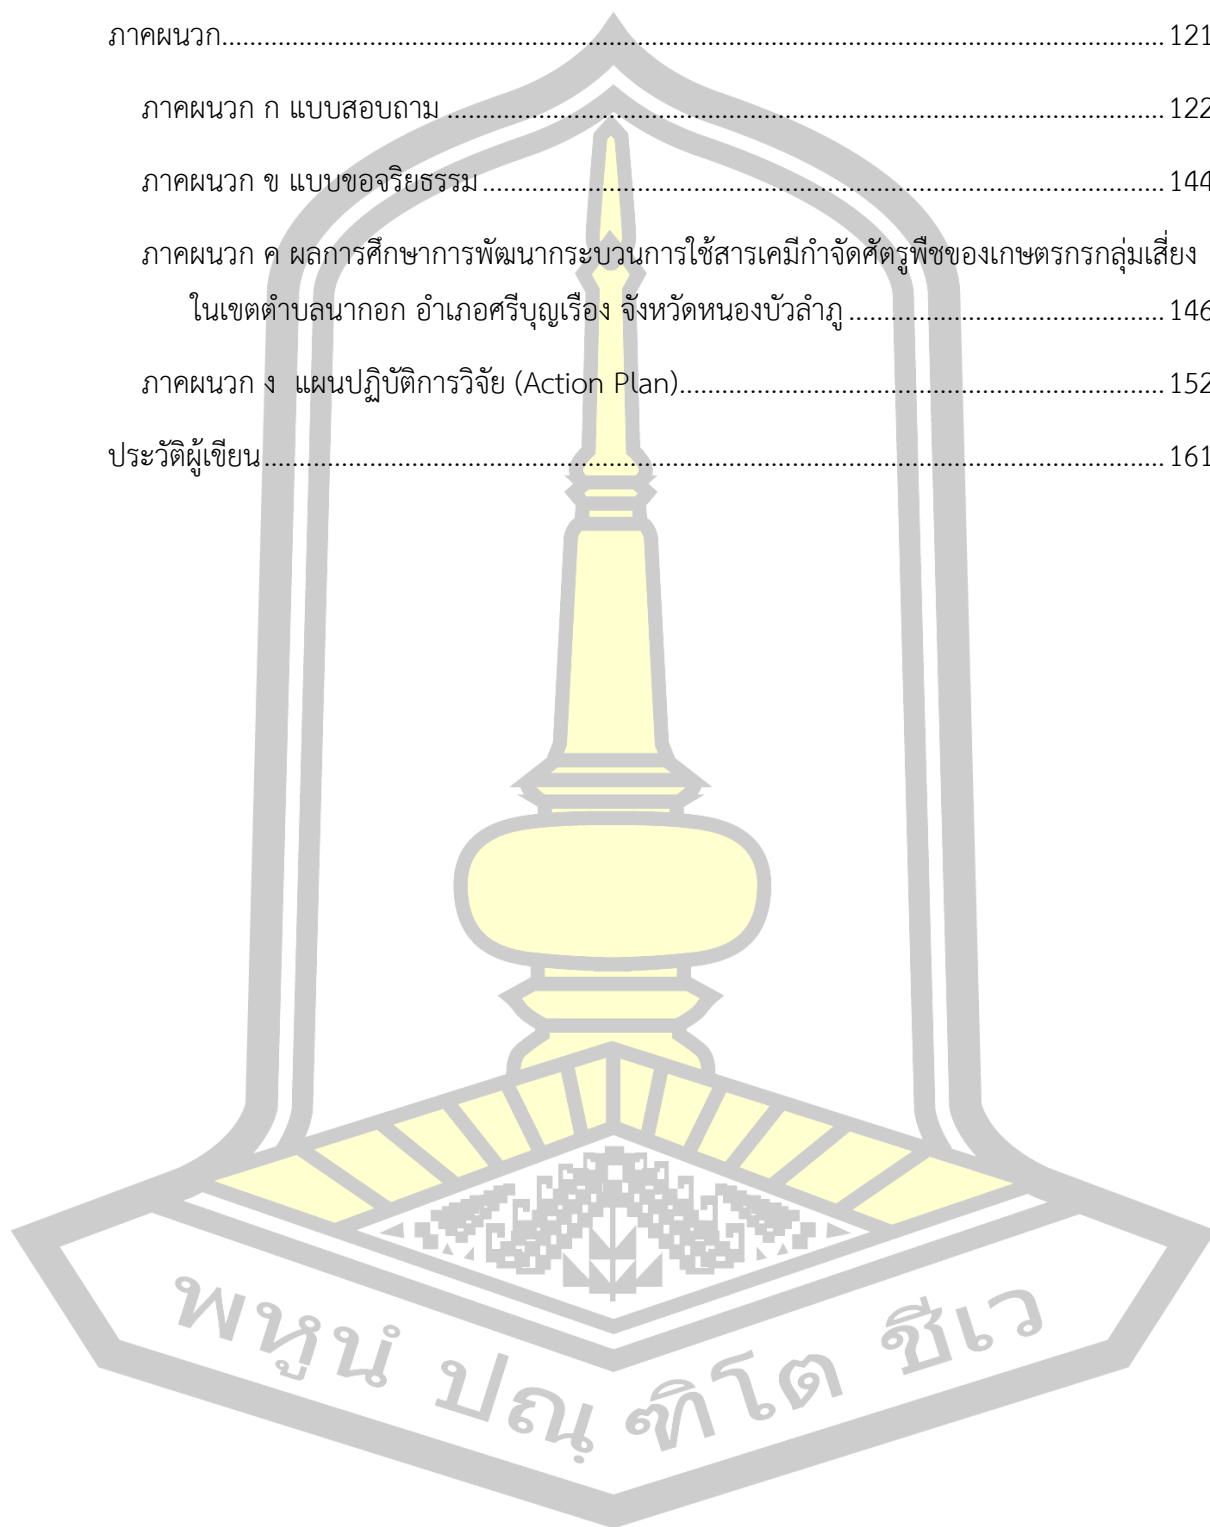 ภาคผนวก.......................................................................................................................................... 121
ภาคผนวก ก แบบสอบถาม ......................................................................................................... 122
ภาคผนวก ข แบบขอจริยธรรม .................................................................................................... 144
ภาคผนวก ค ผลการศึกษาการพัฒนากระบวนการใช้สารเคมีกำจัดศัตรูพืชของเกษตรกรกลุ่มเสี่ยง
ในเขตตำบลนากอก อำเภอศรีบุญเรือง จังหวัดหนองบัวลำภู .............................................. 146
ภาคผนวก ง แผนปฏิบัติการวิจัย (Action Plan)....................................................................... 152
ประวัติผู้เขียน .................................................................................................................................. 161
พหูนํ ปณฺฑิโต ชีเว